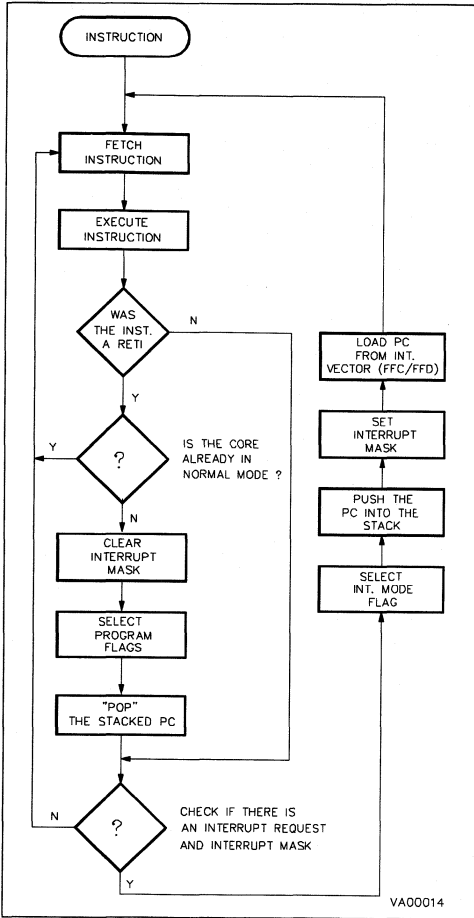 INSTRUCTION
FETCH
INSTRUCTION
EXECUTE
INSTRUCTION
WAS
THE INST.
A RETI
N
Y
?
Y
IS THE CORE
ALREADY IN
NORMAL MODE ?
N
CLEAR
INTERRUPT
MASK
SELECT
PROGRAM
FLAGS
"POP"
THE STACKED PC
?
N
CHECK IF THERE IS
AN INTERRUPT REQUEST
AND INTERRUPT MASK
Y
SELECT
INT. MODE
FLAG
PUSH THE
PC INTO THE
STACK
SET
INTERRUPT
MASK
LOAD PC
FROM INT.
VECTOR (FFC/FFD)
VA00014